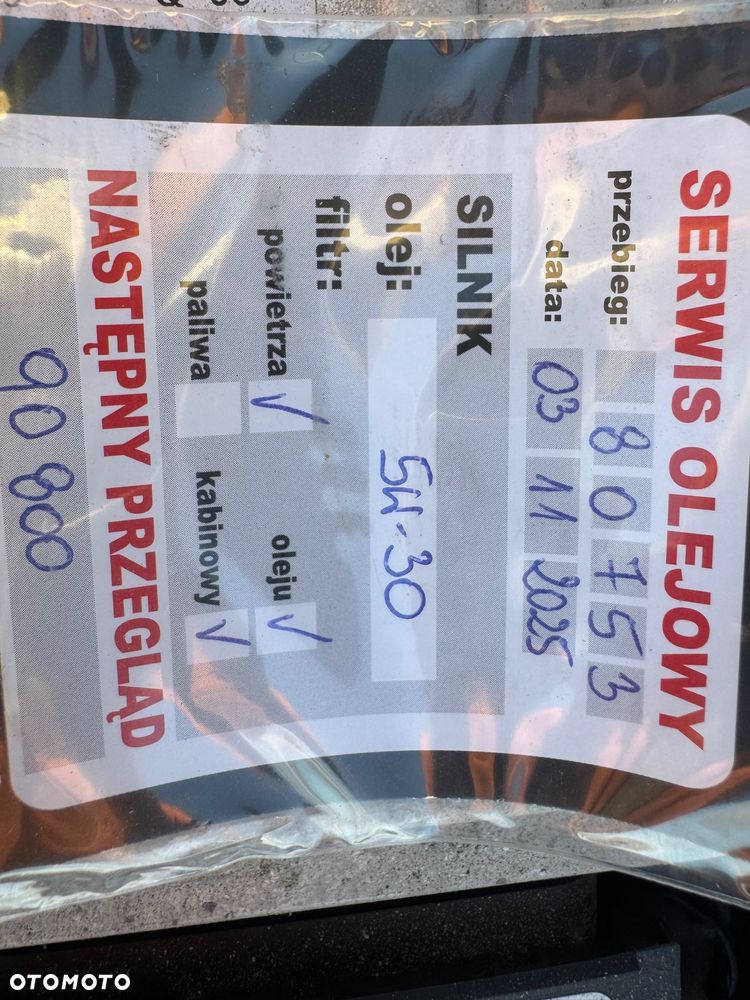 SERWIS OLEJOWY
przebieg: 80753
data: 03 11 2025
SILNIK
olej: 5W-30
filtr:
powietrza ✓ oleju ✓
paliwa kabinowy ✓
NASTĘPNY PRZEGLĄD
90 800
OTOMOTO